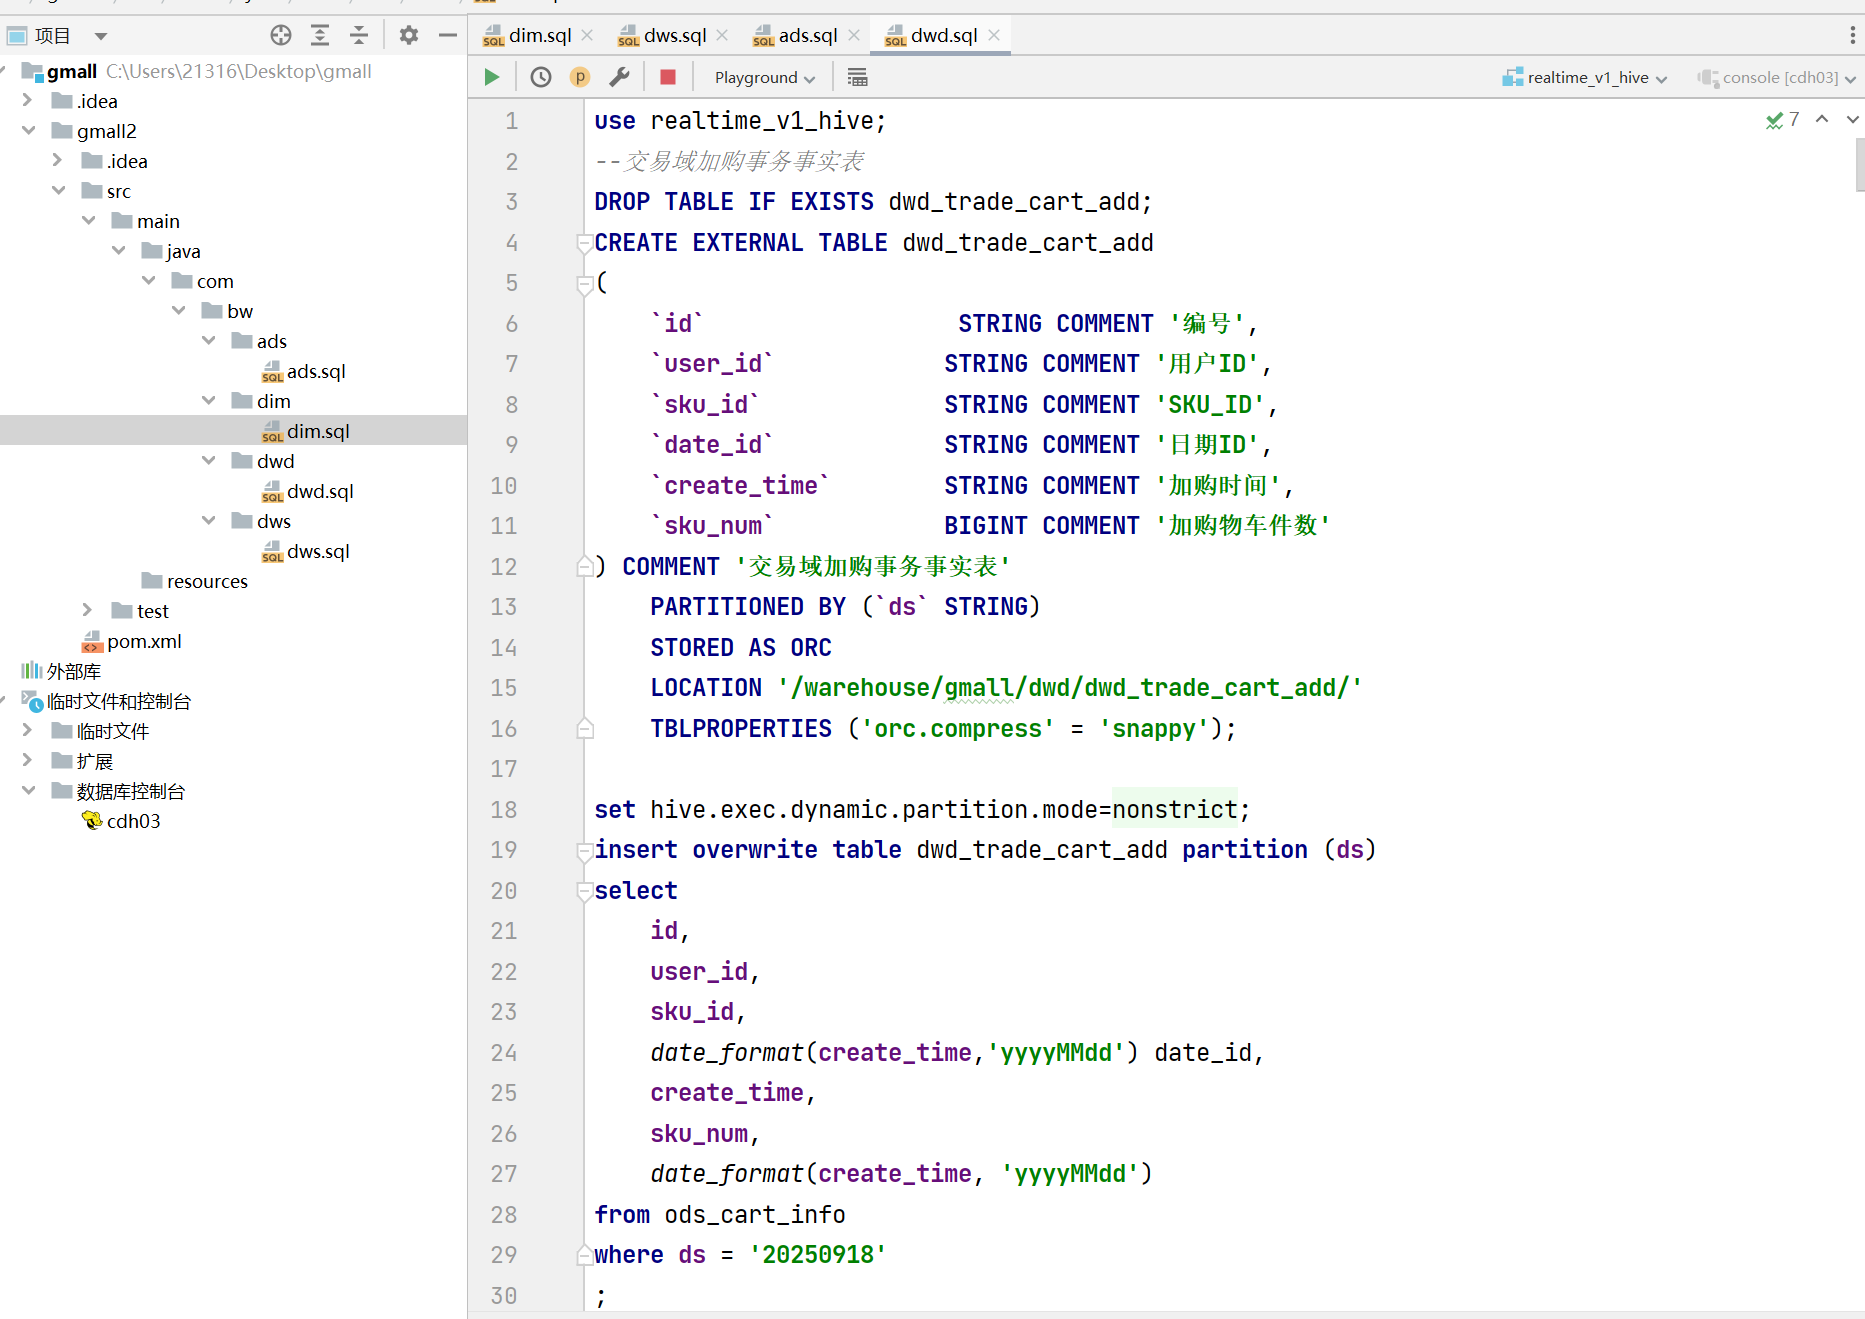 项目
gmall C:\Users\21316\Desktop\gmall
.idea
gmall2
.idea
src
main
java
com
bw
ads
ads.sql
dim
dim.sql
dwd
dwd.sql
dws
dws.sql
resources
test
pom.xml
外部库
临时文件和控制台
临时文件
扩展
数据库控制台
cdh03
dim.sql dws.sql ads.sql dwd.sql
Playground realtime_v1_hive console [cdh03]
7
1 use realtime_v1_hive;
2 --交易域加购事务事实表
3 DROP TABLE IF EXISTS dwd_trade_cart_add;
4 CREATE EXTERNAL TABLE dwd_trade_cart_add
5 (
6 `id` STRING COMMENT '编号',
7 `user_id` STRING COMMENT '用户ID',
8 `sku_id` STRING COMMENT 'SKU_ID',
9 `date_id` STRING COMMENT '日期ID',
10 `create_time` STRING COMMENT '加购时间',
11 `sku_num` BIGINT COMMENT '加购物车件数'
12 ) COMMENT '交易域加购事务事实表'
13 PARTITIONED BY (`ds` STRING)
14 STORED AS ORC
15 LOCATION '/warehouse/gmall/dwd/dwd_trade_cart_add/'
16 TBLPROPERTIES ('orc.compress' = 'snappy');
17
18 set hive.exec.dynamic.partition.mode=nonstrict;
19 insert overwrite table dwd_trade_cart_add partition (ds)
20 select
21 id,
22 user_id,
23 sku_id,
24 date_format(create_time,'yyyyMMdd') date_id,
25 create_time,
26 sku_num,
27 date_format(create_time, 'yyyyMMdd')
28 from ods_cart_info
29 where ds = '20250918'
30 ;